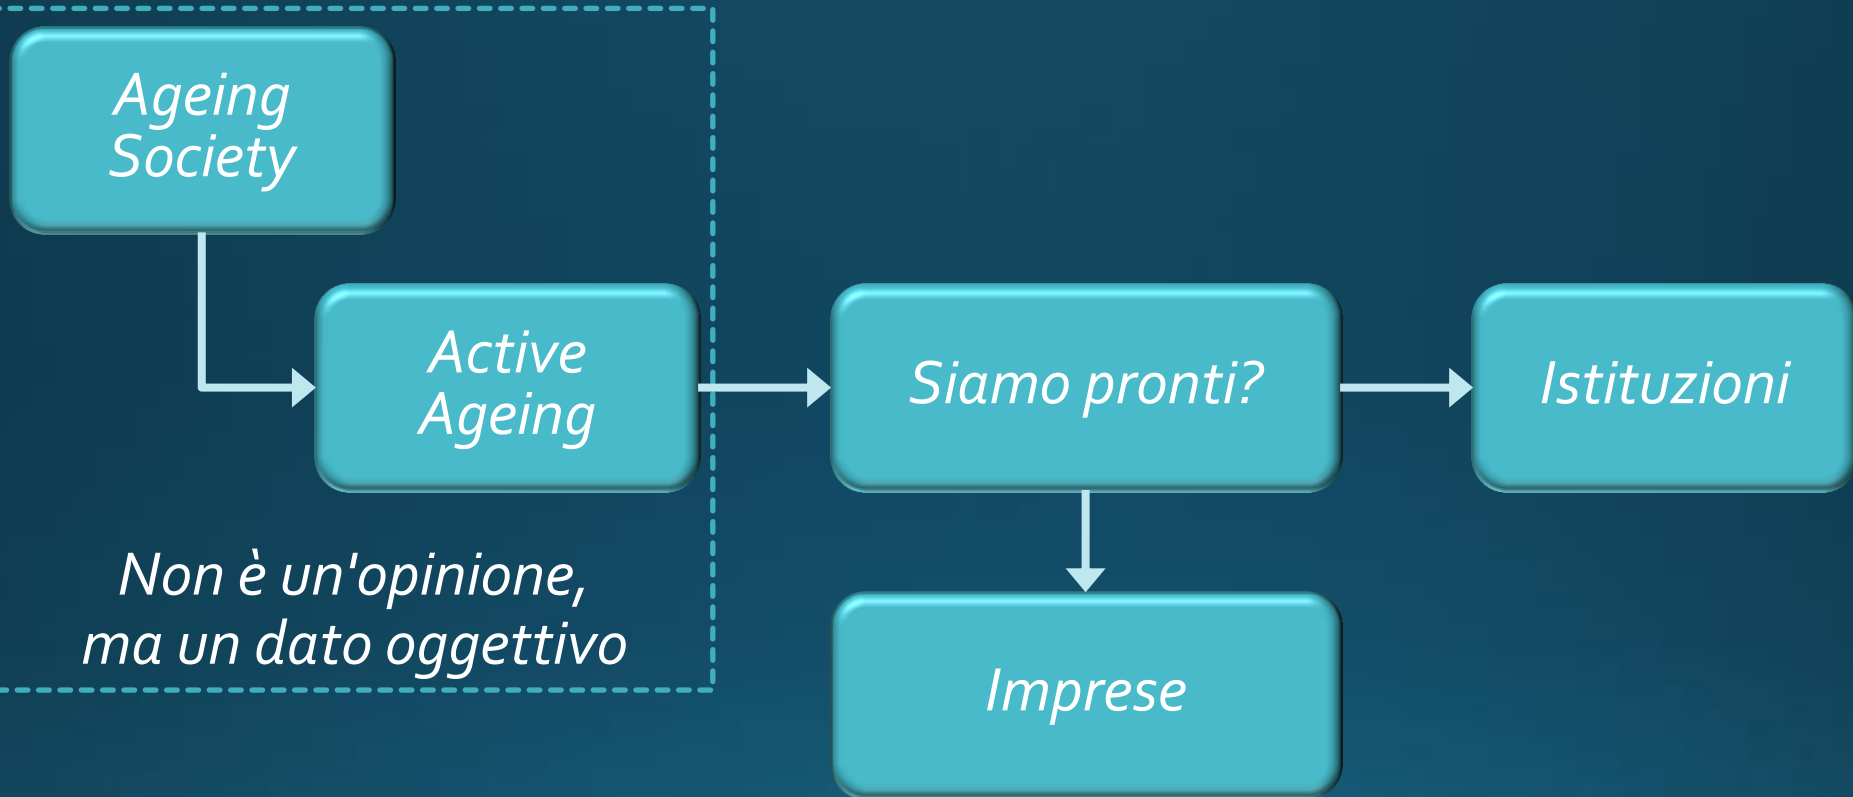 Ageing
Society
Active
Ageing
Siamo pronti?
Istituzioni
Non è un'opinione,
ma un dato oggettivo
Imprese